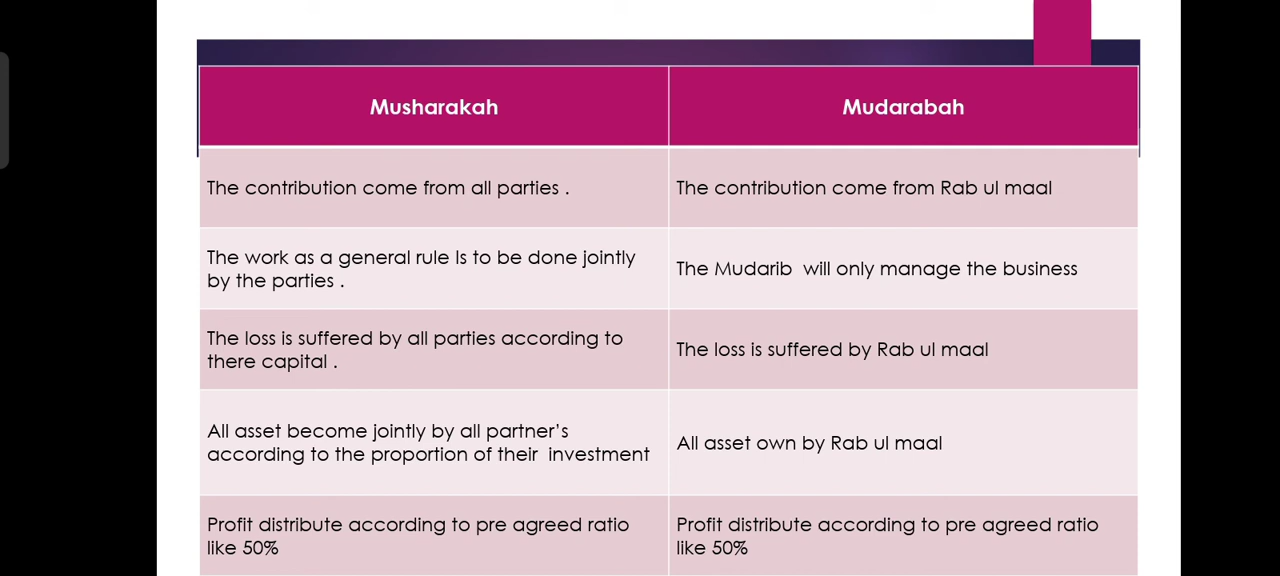 Musharakah
Mudarabah
The contribution come from all parties .
The contribution come from Rab ul maal
The work as a general rule Is to be done jointly
by the parties .
The Mudarib  will only manage the business
The loss is suffered by all parties according to
there capital .
The loss is suffered by Rab ul maal
All asset become jointly by all partner’s
according to the proportion of their  investment
All asset own by Rab ul maal
Profit distribute according to pre agreed ratio
like 50%
Profit distribute according to pre agreed ratio
like 50%